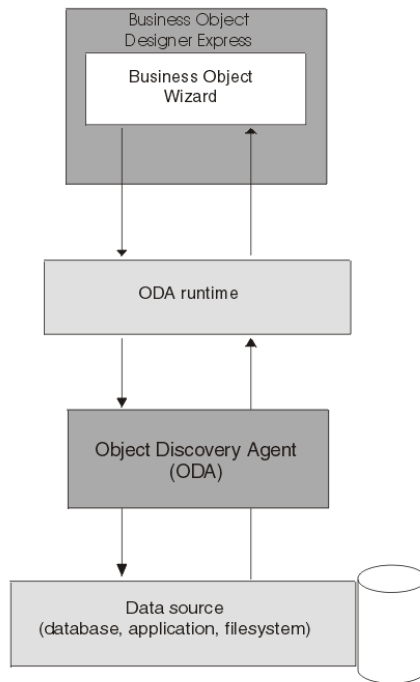 Business Object
Designer Express
Business Object
Wizard
ODA runtime
Object Discovery Agent
(ODA)
Data source
(database, application, filesystem)